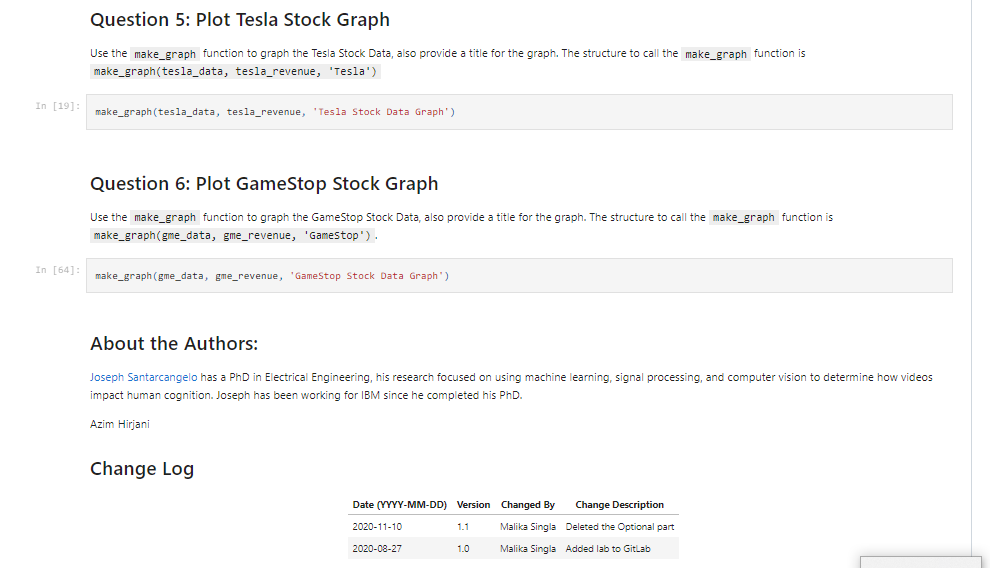 Question 5: Plot Tesla Stock Graph
Use the make_graph function to graph the Tesla Stock Data, also provide a title for the graph. The structure to call the make_graph function is
make_graph(tesla_data, tesla_revenue, 'Tesla')
In [19]:
make_graph(tesla_data, tesla_revenue, 'Tesla Stock Data Graph')
Question 6: Plot GameStop Stock Graph
Use the make_graph function to graph the GameStop Stock Data, also provide a title for the graph. The structure to call the make_graph function is
make_graph(gme_data, gme_revenue, 'GameStop').
In [64]:
make_graph(gme_data, gme_revenue, 'GameStop Stock Data Graph')
About the Authors:
Joseph Santarcangelo has a PhD in Electrical Engineering, his research focused on using machine learning, signal processing, and computer vision to determine how videos
impact human cognition. Joseph has been working for IBM since he completed his PhD.
Azim Hirjani
Change Log
Date (YYYY-MM-DD) Version Changed By Change Description
2020-11-10 1.1 Malika Singla Deleted the Optional part
2020-08-27 1.0 Malika Singla Added lab to GitLab